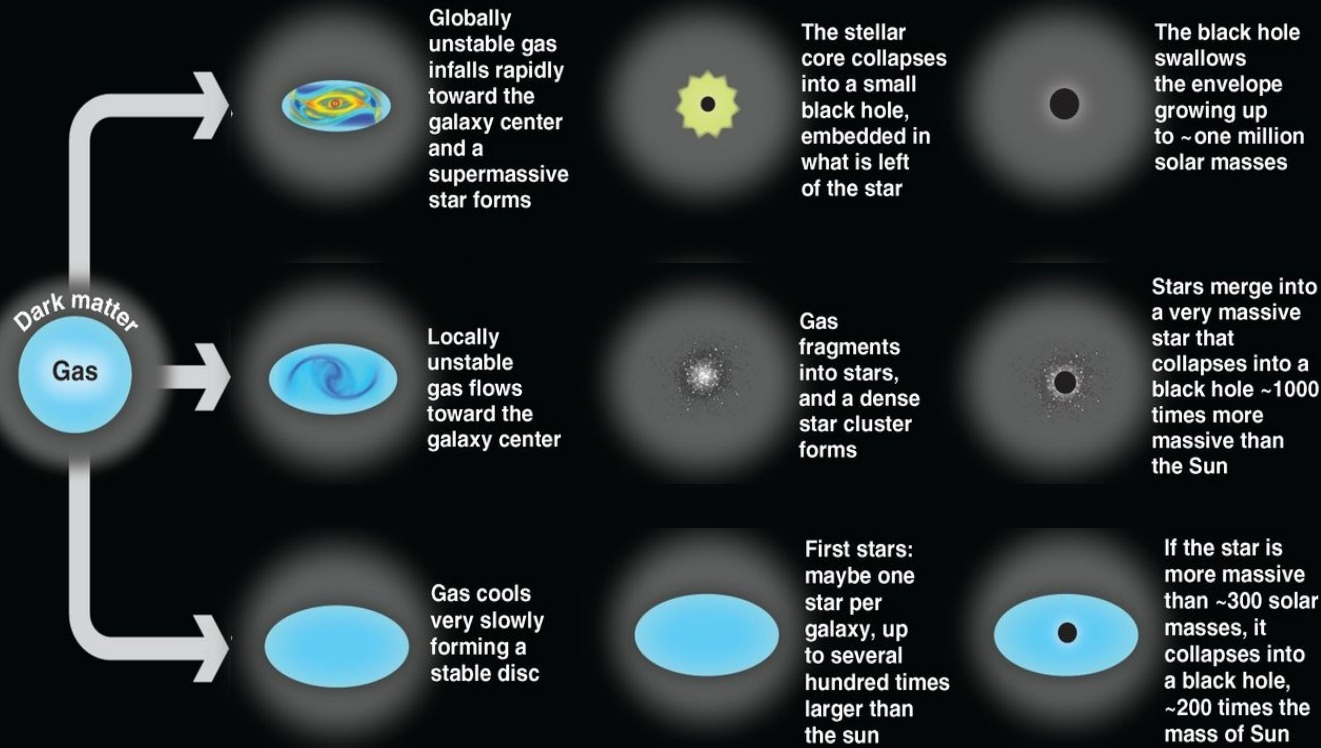 Dark matter
Gas
Globally
unstable gas
infalls rapidly
toward the
galaxy center
and a
supermassive
star forms
The stellar
core collapses
into a small
black hole,
embedded in
what is left
of the star
The black hole
swallows
the envelope
growing up
to ~one million
solar masses
Locally
unstable
gas flows
toward the
galaxy center
Gas
fragments
into stars,
and a dense
star cluster
forms
Stars merge into
a very massive
star that
collapses into a
black hole ~1000
times more
massive than
the Sun
Gas cools
very slowly
forming a
stable disc
First stars:
maybe one
star per
galaxy, up
to several
hundred times
larger than
the sun
If the star is
more massive
than ~300 solar
masses, it
collapses into
a black hole,
~200 times the
mass of Sun